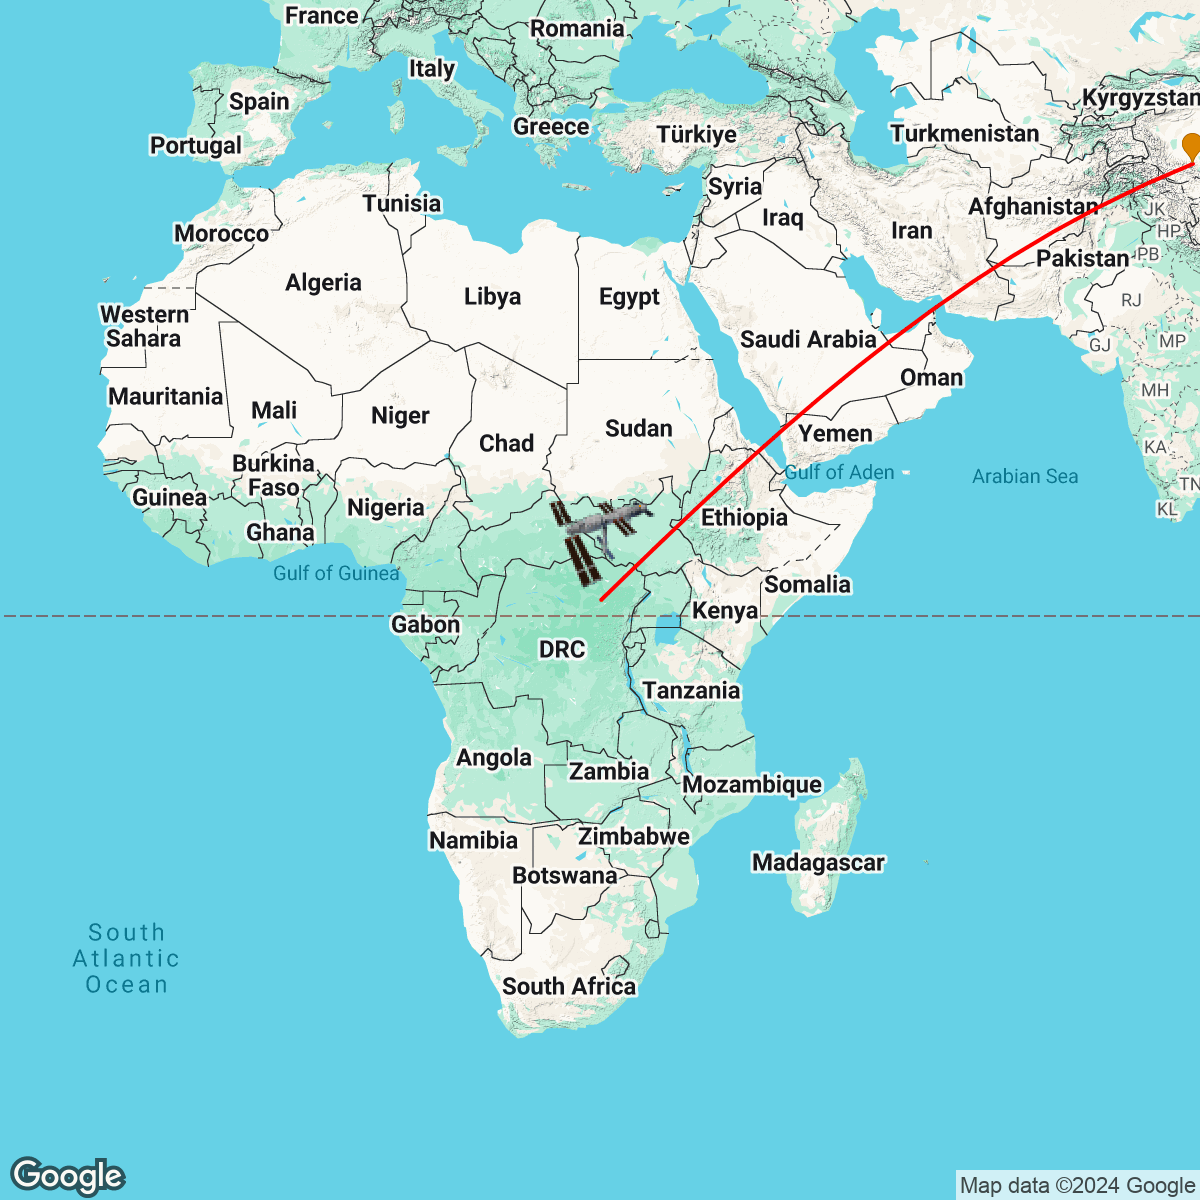 France
Romania
Italy
Kyrgyzstan
Spain
Greece
Türkiye
Turkmenistan
Portugal
Syria
Tunisia
Iraq
Afghanistan
JK
Morocco
Iran
HP
Pakistan
PB
Algeria
Libya
Egypt
RJ
Western
Sahara
Saudi Arabia
GJ
MP
Oman
Mauritania
MH
Mali
Niger
Sudan
Yemen
Chad
KA
Burkina
Faso
Gulf of Aden
Arabian Sea
TN
Guinea
Nigeria
KL
Ethiopia
Ghana
Gulf of Guinea
Somalia
Gabon
Kenya
DRC
Tanzania
Angola
Zambia
Mozambique
Namibia
Zimbabwe
Madagascar
Botswana
South
Atlantic
Ocean
South Africa
Google
Map data ©2024 Google